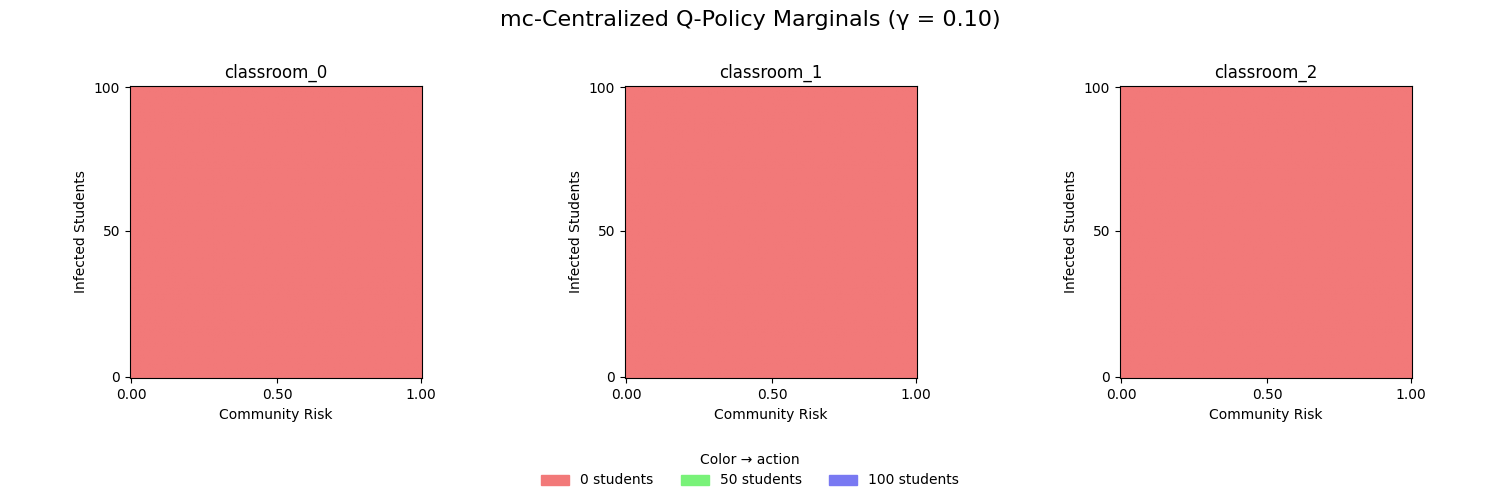 mc-Centralized Q-Policy Marginals (γ = 0.10)
classroom_0
100
50
0
Infected Students
0.00 0.50 1.00
Community Risk
classroom_1
100
50
0
Infected Students
0.00 0.50 1.00
Community Risk
classroom_2
100
50
0
Infected Students
0.00 0.50 1.00
Community Risk
Color → action
0 students 50 students 100 students